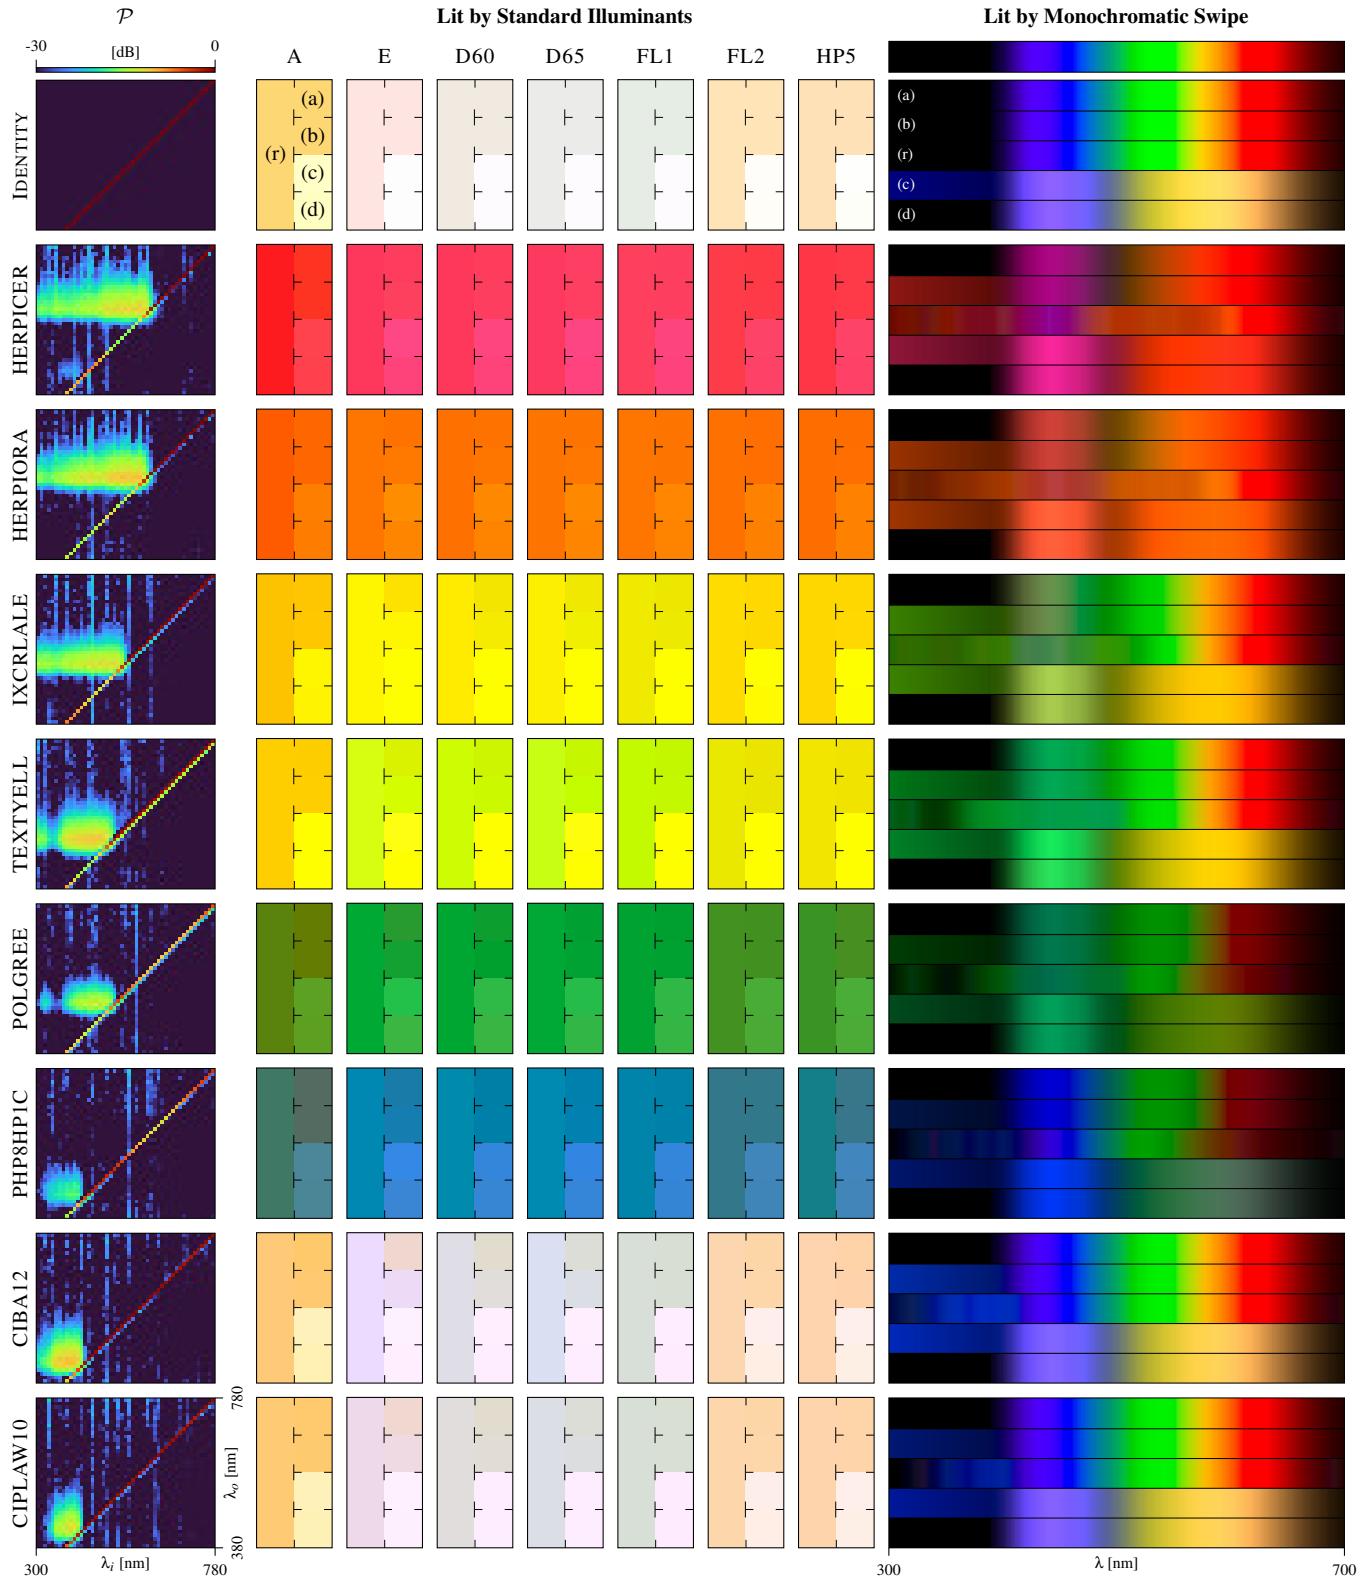 𝒫 Lit by Standard Illuminants Lit by Monochromatic Swipe
-30 [dB] 0
A E D60 D65 FL1 FL2 HP5
IDENTITY
(a)
(b)
(r)
(c)
(d)
(a)
(b)
(r)
(c)
(d)
HERPICER
HERPIORA
IXCRLALE
TEXTYELL
POLGREE
PHP8HP1C
CIBA12
CIPLAW10
780
λo [nm]
380
300 λi [nm] 780
300 λ [nm] 700